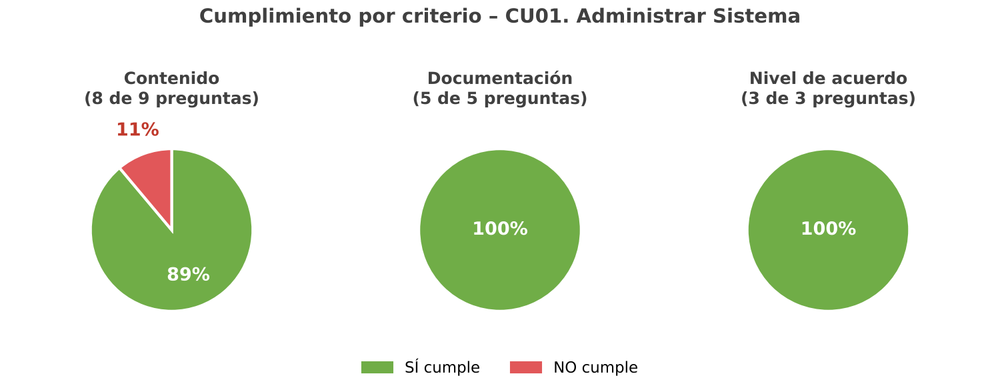 Cumplimiento por criterio – CU01. Administrar Sistema
Contenido
(8 de 9 preguntas)
11%
89%
Documentación
(5 de 5 preguntas)
100%
Nivel de acuerdo
(3 de 3 preguntas)
100%
SÍ cumple
NO cumple